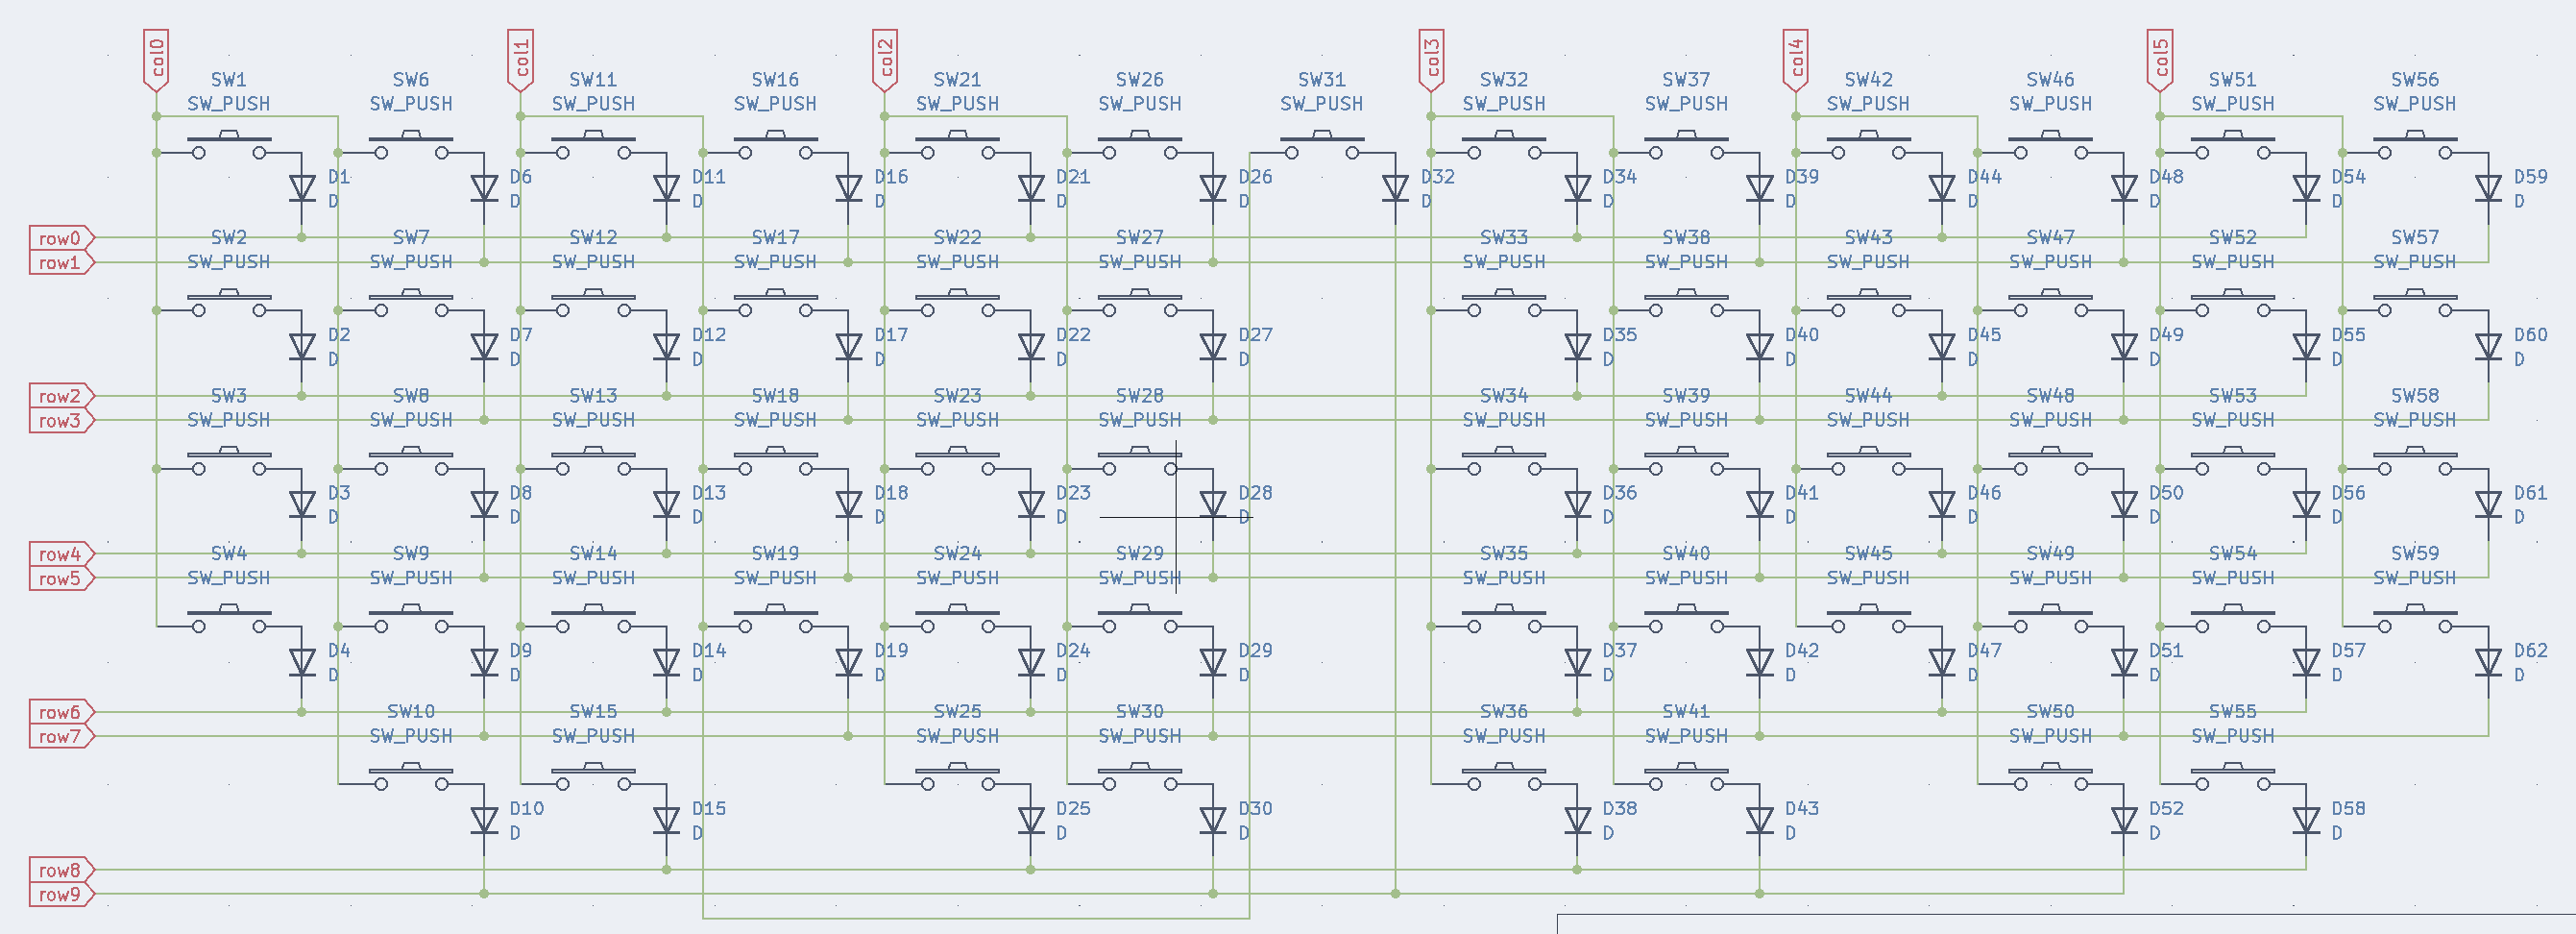 col0 col1 col2 col3 col4 col5
SW1 SW6 SW11 SW16 SW21 SW26 SW31 SW32 SW37 SW42 SW46 SW51 SW56
SW_PUSH SW_PUSH SW_PUSH SW_PUSH SW_PUSH SW_PUSH SW_PUSH SW_PUSH SW_PUSH SW_PUSH SW_PUSH SW_PUSH SW_PUSH
D1 D6 D11 D16 D21 D26 D32 D34 D39 D44 D48 D54 D59
D D D D D D D D D D D D D
row0 SW2 SW7 SW12 SW17 SW22 SW27 SW33 SW38 SW43 SW47 SW52 SW57
row1 SW_PUSH SW_PUSH SW_PUSH SW_PUSH SW_PUSH SW_PUSH SW_PUSH SW_PUSH SW_PUSH SW_PUSH SW_PUSH SW_PUSH
D2 D7 D12 D17 D22 D27 D35 D40 D45 D49 D55 D60
D D D D D D D D D D D D
row2 SW3 SW8 SW13 SW18 SW23 SW28 SW34 SW39 SW44 SW48 SW53 SW58
row3 SW_PUSH SW_PUSH SW_PUSH SW_PUSH SW_PUSH SW_PUSH SW_PUSH SW_PUSH SW_PUSH SW_PUSH SW_PUSH SW_PUSH
D3 D8 D13 D18 D23 D28 D36 D41 D46 D50 D56 D61
D D D D D D D D D D D D
row4 SW4 SW9 SW14 SW19 SW24 SW29 SW35 SW40 SW45 SW49 SW54 SW59
row5 SW_PUSH SW_PUSH SW_PUSH SW_PUSH SW_PUSH SW_PUSH SW_PUSH SW_PUSH SW_PUSH SW_PUSH SW_PUSH SW_PUSH
D4 D9 D14 D19 D24 D29 D37 D42 D47 D51 D57 D62
D D D D D D D D D D D D
row6 SW10 SW15 SW25 SW30 SW36 SW41 SW50 SW55
row7 SW_PUSH SW_PUSH SW_PUSH SW_PUSH SW_PUSH SW_PUSH SW_PUSH SW_PUSH
D10 D15 D25 D30 D38 D43 D52 D58
D D D D D D D D
row8
row9